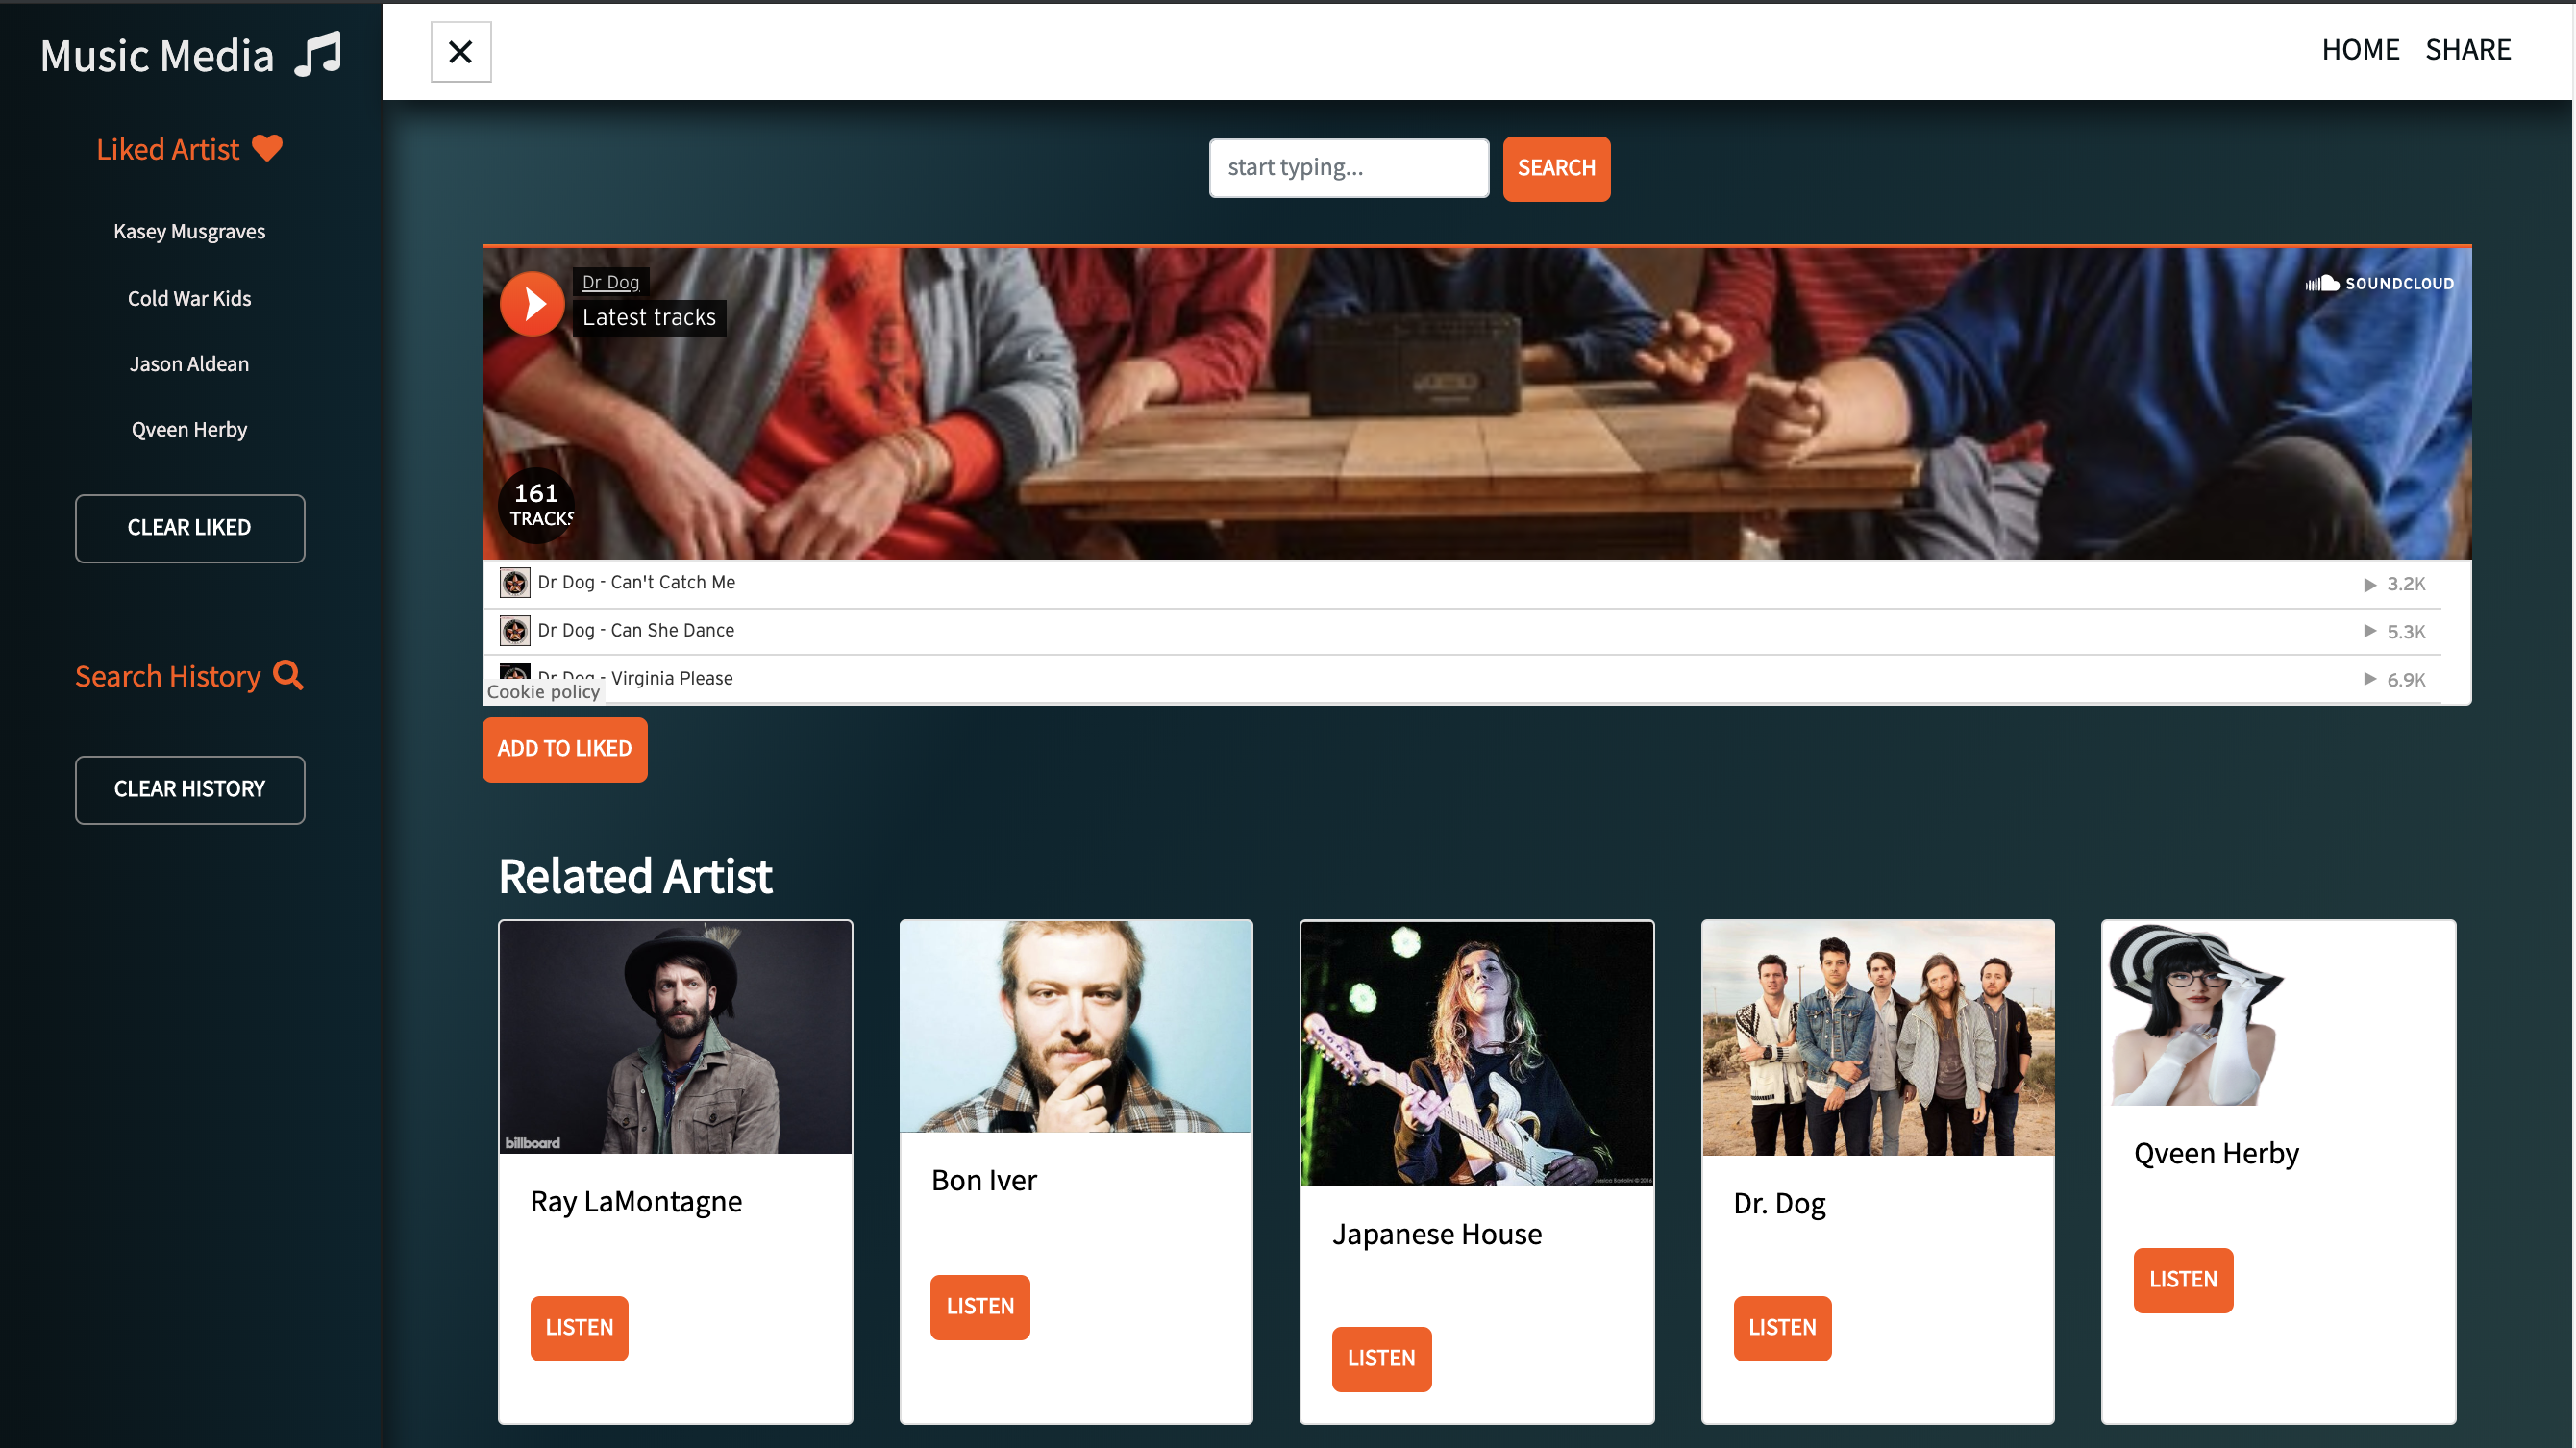 Music Media
Liked Artist
Kasey Musgraves
Cold War Kids
Jason Aldean
Qveen Herby
CLEAR LIKED
Search History
CLEAR HISTORY
HOME SHARE
start typing... SEARCH
Dr Dog
Latest tracks
SOUNDCLOUD
161
TRACKS
Dr Dog - Can't Catch Me 3.2K
Dr Dog - Can She Dance 5.3K
Dr Dog - Virginia Please 6.9K
Cookie policy
ADD TO LIKED
Related Artist
billboard
Ray LaMontagne
LISTEN
Bon Iver
LISTEN
Japanese House
LISTEN
Dr. Dog
LISTEN
Qveen Herby
LISTEN